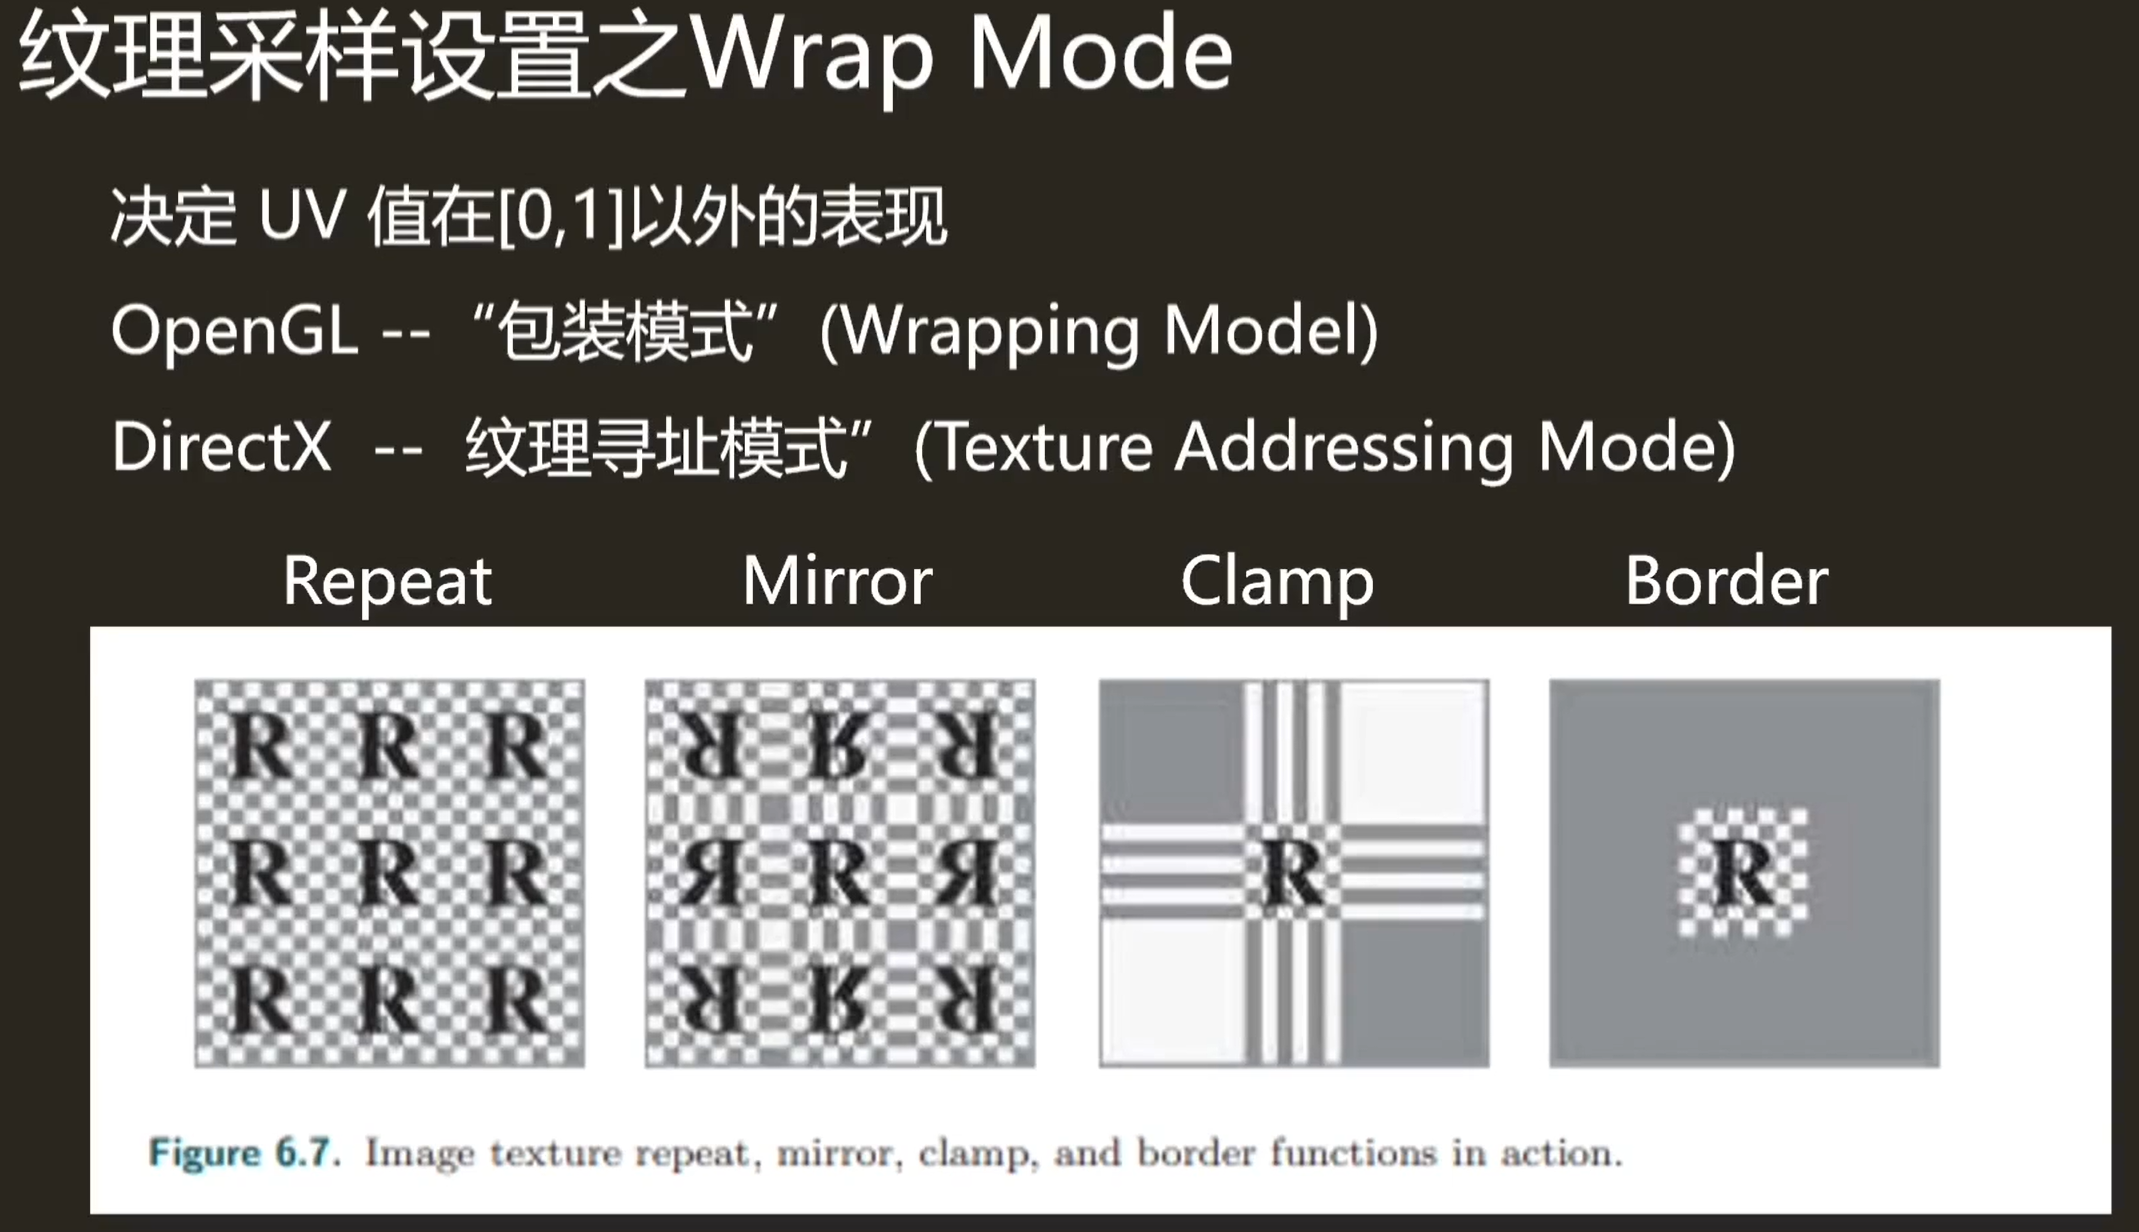 纹理采样设置之Wrap Mode
决定 UV 值在[0,1]以外的表现
OpenGL -- “包装模式” (Wrapping Model)
DirectX -- 纹理寻址模式” (Texture Addressing Mode)
Repeat Mirror Clamp Border
R R R R R R R R
R R R R R R R R
R R R R R R
Figure 6.7. Image texture repeat, mirror, clamp, and border functions in action.